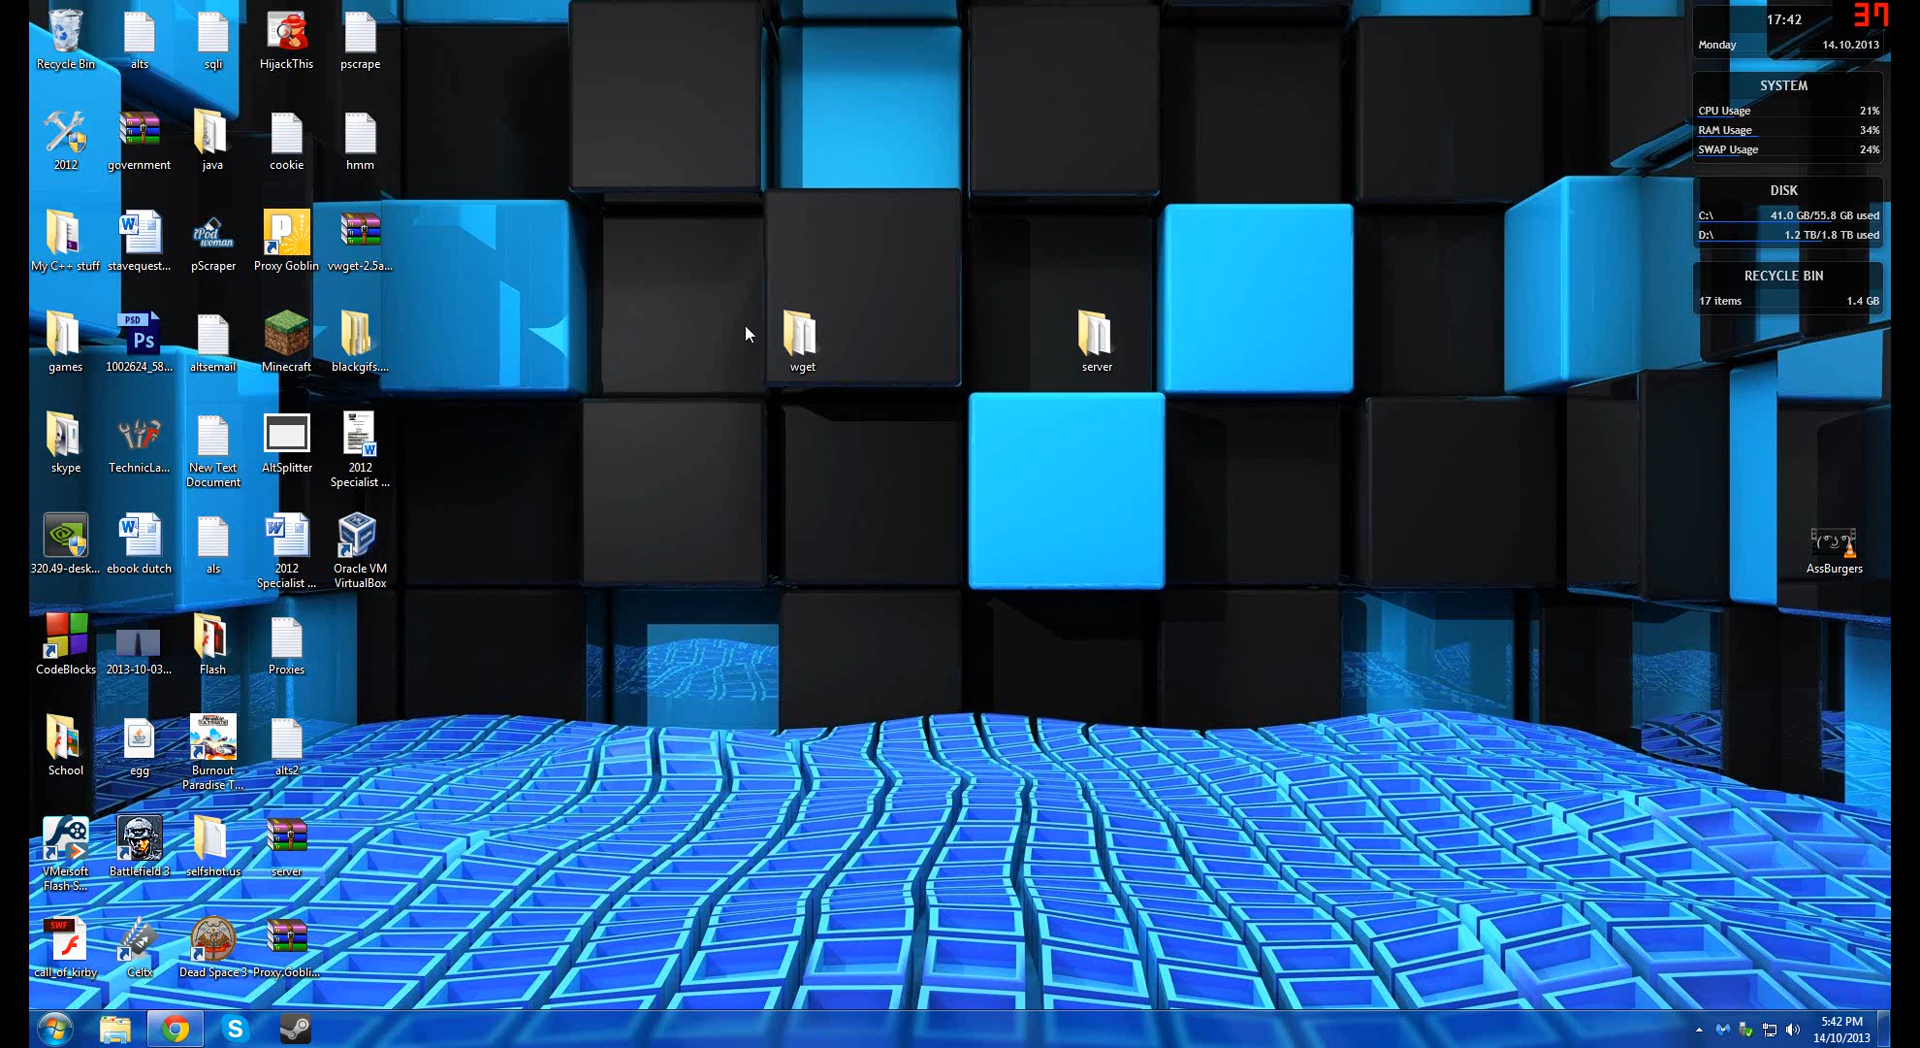 Recycle Bin
alts
sqli
HijackThis
pscrape
2012
government
java
cookie
hmm
My C++ stuff
stavequest...
iPod
woman
pScraper
P
Proxy Goblin
vwget-2.5a...
games
PSD
Ps
1002624_58...
altsemail
Minecraft
blackgifs....
skype
TechnicLa...
New Text
Document
AltSplitter
2012
Specialist ...
320.49-desk...
ebook dutch
als
2012
Specialist ...
Oracle VM
VirtualBox
CodeBlocks
2013-10-03...
Flash
Proxies
School
egg
Burnout
Paradise T...
alts2
VMeisoft
Flash S...
Battlefield 3
selfshot.us
server
SWF
call_of_kirby
Celtx
Dead Space 3
Proxy.Gobli...
wget
server
AssBurgers
37
17:42
Monday
14.10.2013
SYSTEM
CPU Usage 21%
RAM Usage 34%
SWAP Usage 24%
DISK
C:\ 41.0 GB/55.8 GB used
D:\ 1.2 TB/1.8 TB used
RECYCLE BIN
17 items 1.4 GB
5:42 PM
14/10/2013